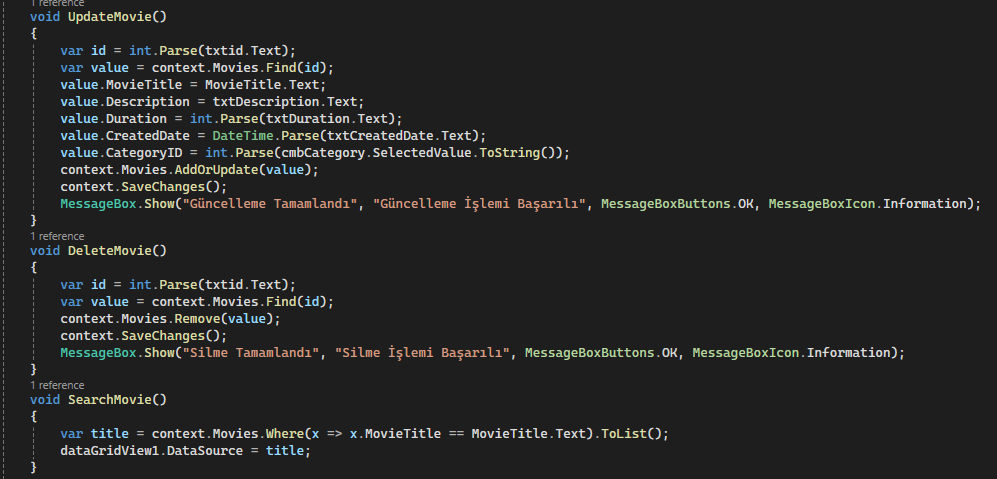 1 reference
void UpdateMovie()
{
var id = int.Parse(txtid.Text);
var value = context.Movies.Find(id);
value.MovieTitle = MovieTitle.Text;
value.Description = txtDescription.Text;
value.Duration = int.Parse(txtDuration.Text);
value.CreatedDate = DateTime.Parse(txtCreatedDate.Text);
value.CategoryID = int.Parse(cmbCategory.SelectedValue.ToString());
context.Movies.AddOrUpdate(value);
context.SaveChanges();
MessageBox.Show("Güncelleme Tamamlandı", "Güncelleme İşlemi Başarılı", MessageBoxButtons.OK, MessageBoxIcon.Information);
}
1 reference
void DeleteMovie()
{
var id = int.Parse(txtid.Text);
var value = context.Movies.Find(id);
context.Movies.Remove(value);
context.SaveChanges();
MessageBox.Show("Silme Tamamlandı", "Silme İşlemi Başarılı", MessageBoxButtons.OK, MessageBoxIcon.Information);
}
1 reference
void SearchMovie()
{
var title = context.Movies.Where(x => x.MovieTitle == MovieTitle.Text).ToList();
dataGridView1.DataSource = title;
}